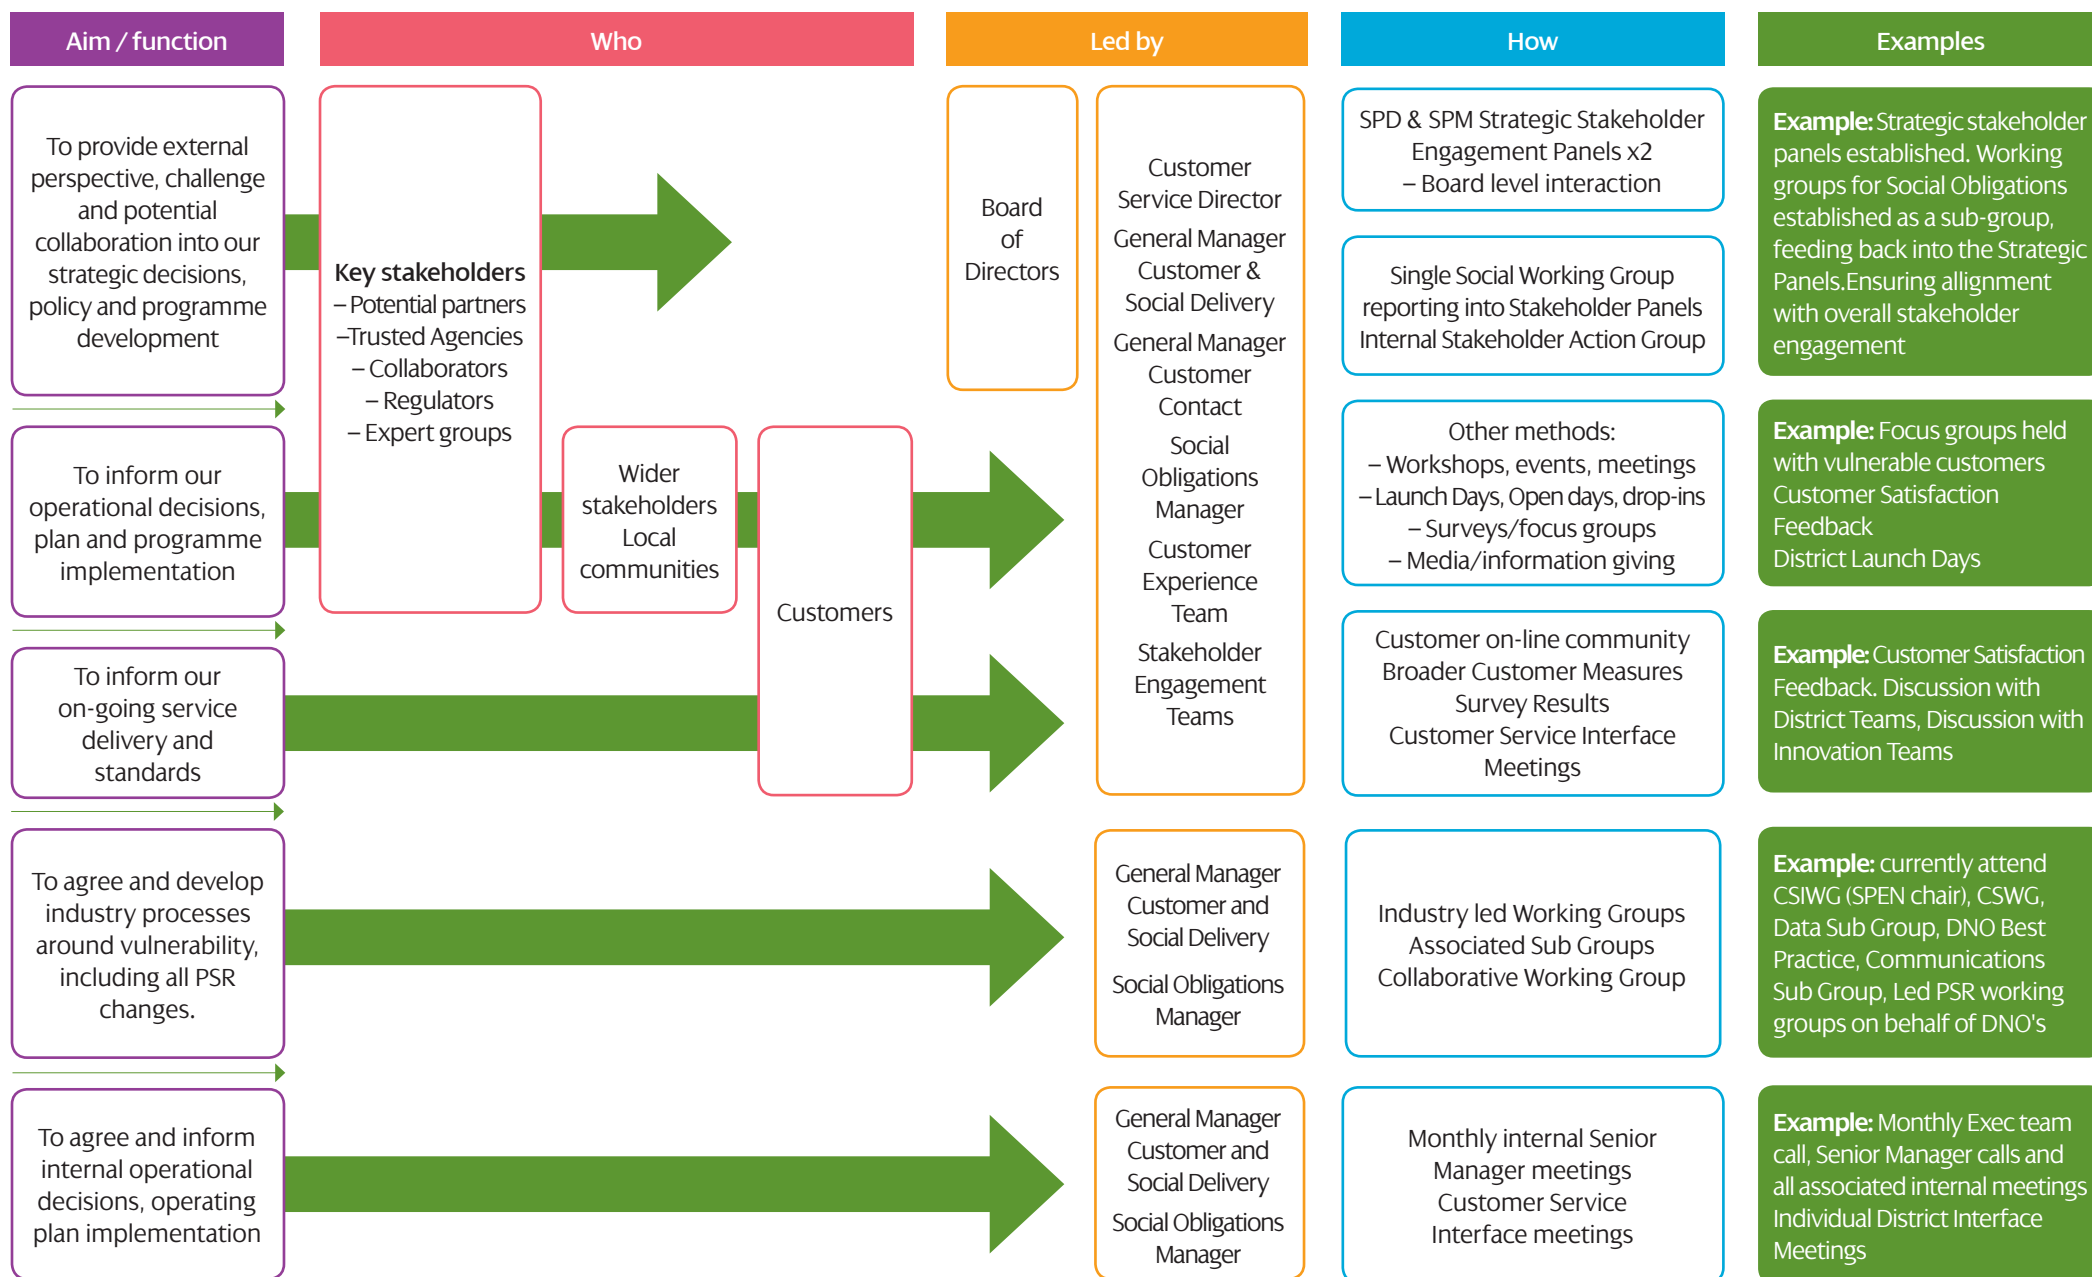 Aim / function
Who
Led by
How
Examples
To provide external
perspective, challenge
and potential
collaboration into our
strategic decisions,
policy and programme
development
Key stakeholders
– Potential partners
–Trusted Agencies
– Collaborators
– Regulators
– Expert groups
Board
of
Directors
Customer
Service Director
General Manager
Customer &
Social Delivery
General Manager
Customer
Contact
Social
Obligations
Manager
Customer
Experience
Team
Stakeholder
Engagement
Teams
SPD & SPM Strategic Stakeholder
Engagement Panels x2
– Board level interaction
Single Social Working Group
reporting into Stakeholder Panels
Internal Stakeholder Action Group
Example: Strategic stakeholder
panels established. Working
groups for Social Obligations
established as a sub-group,
feeding back into the Strategic
Panels.Ensuring allignment
with overall stakeholder
engagement
To inform our
operational decisions,
plan and programme
implementation
Wider
stakeholders
Local
communities
Customers
Other methods:
– Workshops, events, meetings
– Launch Days, Open days, drop-ins
– Surveys/focus groups
– Media/information giving
Example: Focus groups held
with vulnerable customers
Customer Satisfaction
Feedback
District Launch Days
To inform our
on-going service
delivery and
standards
Customer on-line community
Broader Customer Measures
Survey Results
Customer Service Interface
Meetings
Example: Customer Satisfaction
Feedback. Discussion with
District Teams, Discussion with
Innovation Teams
To agree and develop
industry processes
around vulnerability,
including all PSR
changes.
General Manager
Customer and
Social Delivery
Social Obligations
Manager
Industry led Working Groups
Associated Sub Groups
Collaborative Working Group
Example: currently attend
CSIWG (SPEN chair), CSWG,
Data Sub Group, DNO Best
Practice, Communications
Sub Group, Led PSR working
groups on behalf of DNO's
To agree and inform
internal operational
decisions, operating
plan implementation
General Manager
Customer and
Social Delivery
Social Obligations
Manager
Monthly internal Senior
Manager meetings
Customer Service
Interface meetings
Example: Monthly Exec team
call, Senior Manager calls and
all associated internal meetings
Individual District Interface
Meetings